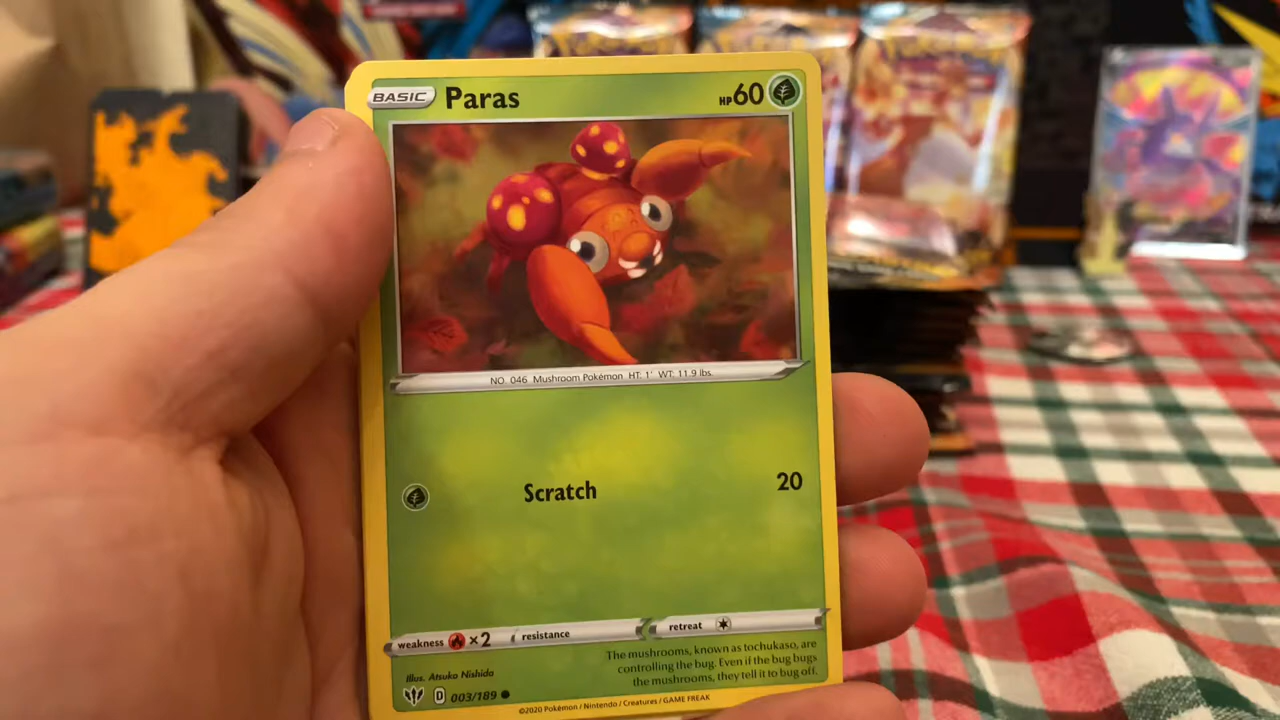 BASIC Paras HP60
NO. 046 Mushroom Pokémon HT: 1' WT: 11.9 lbs.
Scratch 20
weakness ×2 resistance retreat
The mushrooms, known as tochukaso, are
controlling the bug. Even if the bug bugs
the mushrooms, they tell it to bug off.
Illus. Atsuko Nishida
D 003/189
©2020 Pokémon / Nintendo / Creatures / GAME FREAK